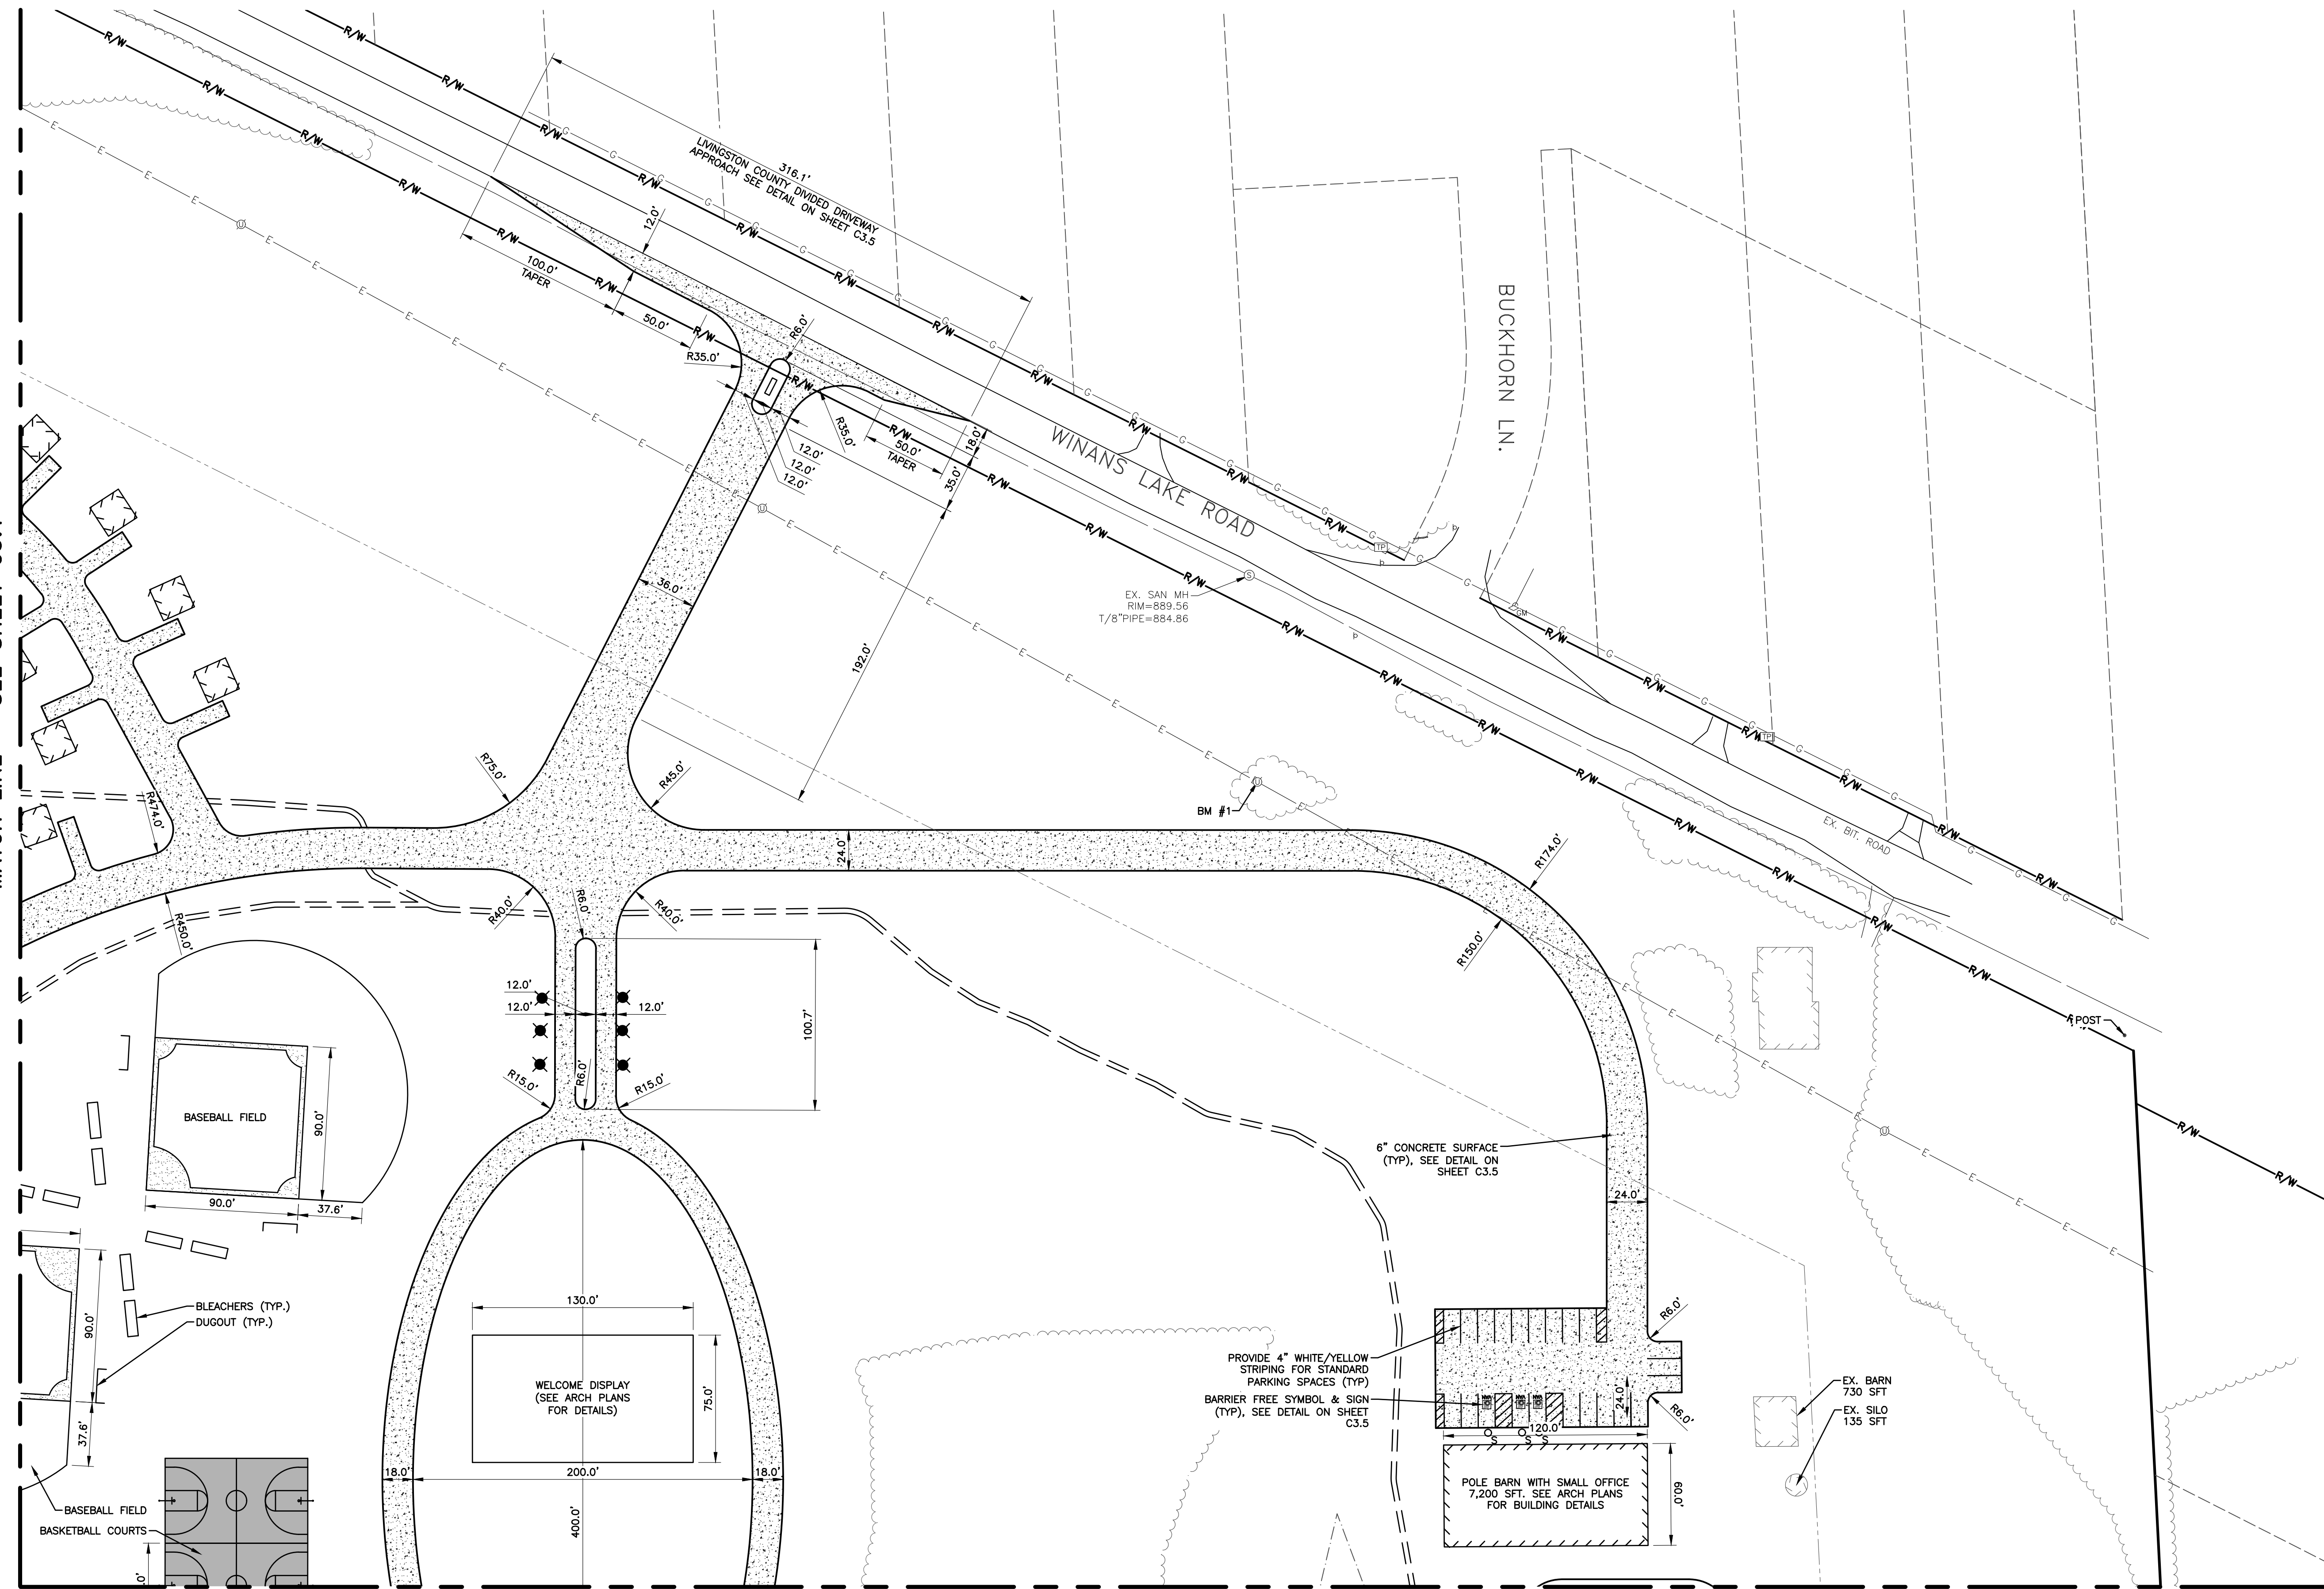 R/W
R/W
R/W
R/W
R/W
316.1'
LIVINGSTON COUNTY DIVIDED DRIVEWAY
APPROACH SEE DETAIL ON SHEET C3.5
12.0'
100.0'
TAPER
50.0'
R35.0'
R6.0'
R35.0'
12.0'
12.0'
12.0'
50.0'
TAPER
18.0'
35.0'
WINANS LAKE ROAD
BUCKHORN LN.
TP
GM
TP
EX. SAN MH
RIM=889.56
T/8"PIPE=884.86
36.0'
192.0'
R75.0'
R45.0'
BM #1
EX. BIT. ROAD
R474.0'
R450.0'
24.0'
R174.0'
R150.0'
R40.0'
R6.0'
R40.0'
12.0'
12.0'
12.0'
100.7'
R15.0'
R6.0'
R15.0'
POST
BASEBALL FIELD
90.0'
90.0'
37.6'
6" CONCRETE SURFACE
(TYP), SEE DETAIL ON
SHEET C3.5
24.0'
BLEACHERS (TYP.)
DUGOUT (TYP.)
90.0'
37.6'
130.0'
WELCOME DISPLAY
(SEE ARCH PLANS
FOR DETAILS)
75.0'
18.0'
200.0'
18.0'
400.0'
R6.0'
PROVIDE 4" WHITE/YELLOW
STRIPING FOR STANDARD
PARKING SPACES (TYP)
BARRIER FREE SYMBOL & SIGN
(TYP), SEE DETAIL ON SHEET
C3.5
24.0'
R6.0'
120.0'
S
S
S
POLE BARN WITH SMALL OFFICE
7,200 SFT. SEE ARCH PLANS
FOR BUILDING DETAILS
60.0'
EX. BARN
730 SFT
EX. SILO
135 SFT
BASEBALL FIELD
BASKETBALL COURTS